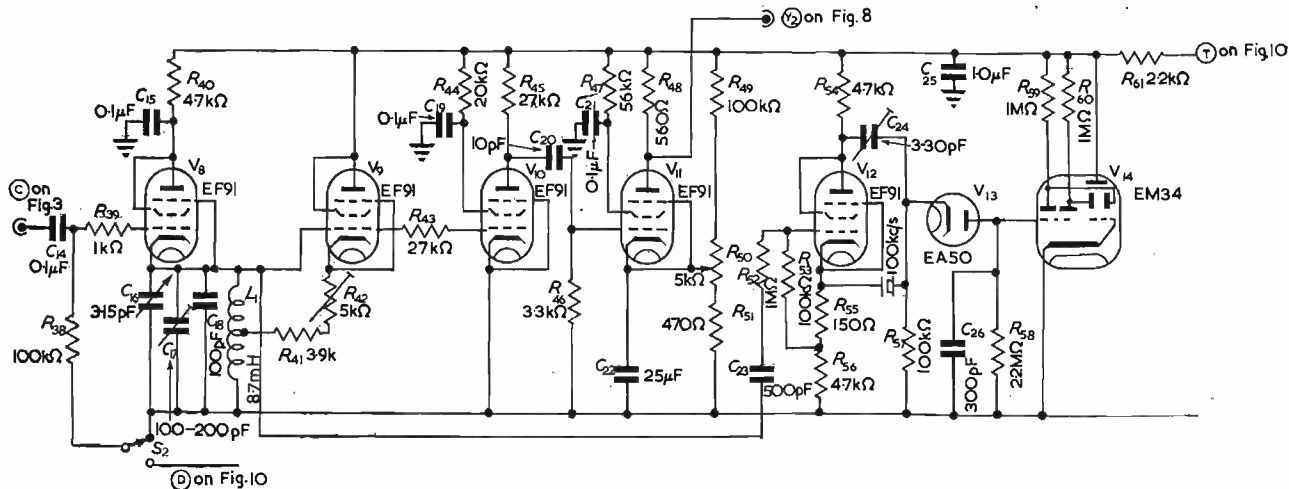 Ⓨ₂ on Fig. 8
Ⓣ on Fig.10
R40
4·7kΩ
C15
0·1μF
V8
EF91
Ⓒ on
Fig.3
C14
0·1μF
R39
1kΩ
R38
100kΩ
C16
3·15pF
C17
C18
100pF
L1
8·7mH
100-200pF
S2
Ⓓ on Fig.10
V9
EF91
R42
5kΩ
R41 3·9k
R43
27kΩ
R44
20kΩ
0·1μF
C19
R45
27kΩ
10pF
C20
V10
EF91
R47
56kΩ
C21
0·1μF
R48
560Ω
V11
EF91
R46
3·3kΩ
C22
25μF
R49
100kΩ
R50
5kΩ
R51
470Ω
R52
1MΩ
C23
500pF
R53
100kΩ
R54
4·7kΩ
C24
3-30pF
V12
EF91
R55
150Ω
R56
4·7kΩ
100kc/s
R57
100kΩ
V13
EA50
C25
1·0μF
C26
300pF
R58
22MΩ
R59
1MΩ
R60
1MΩ
R61 22kΩ
V14
EM34